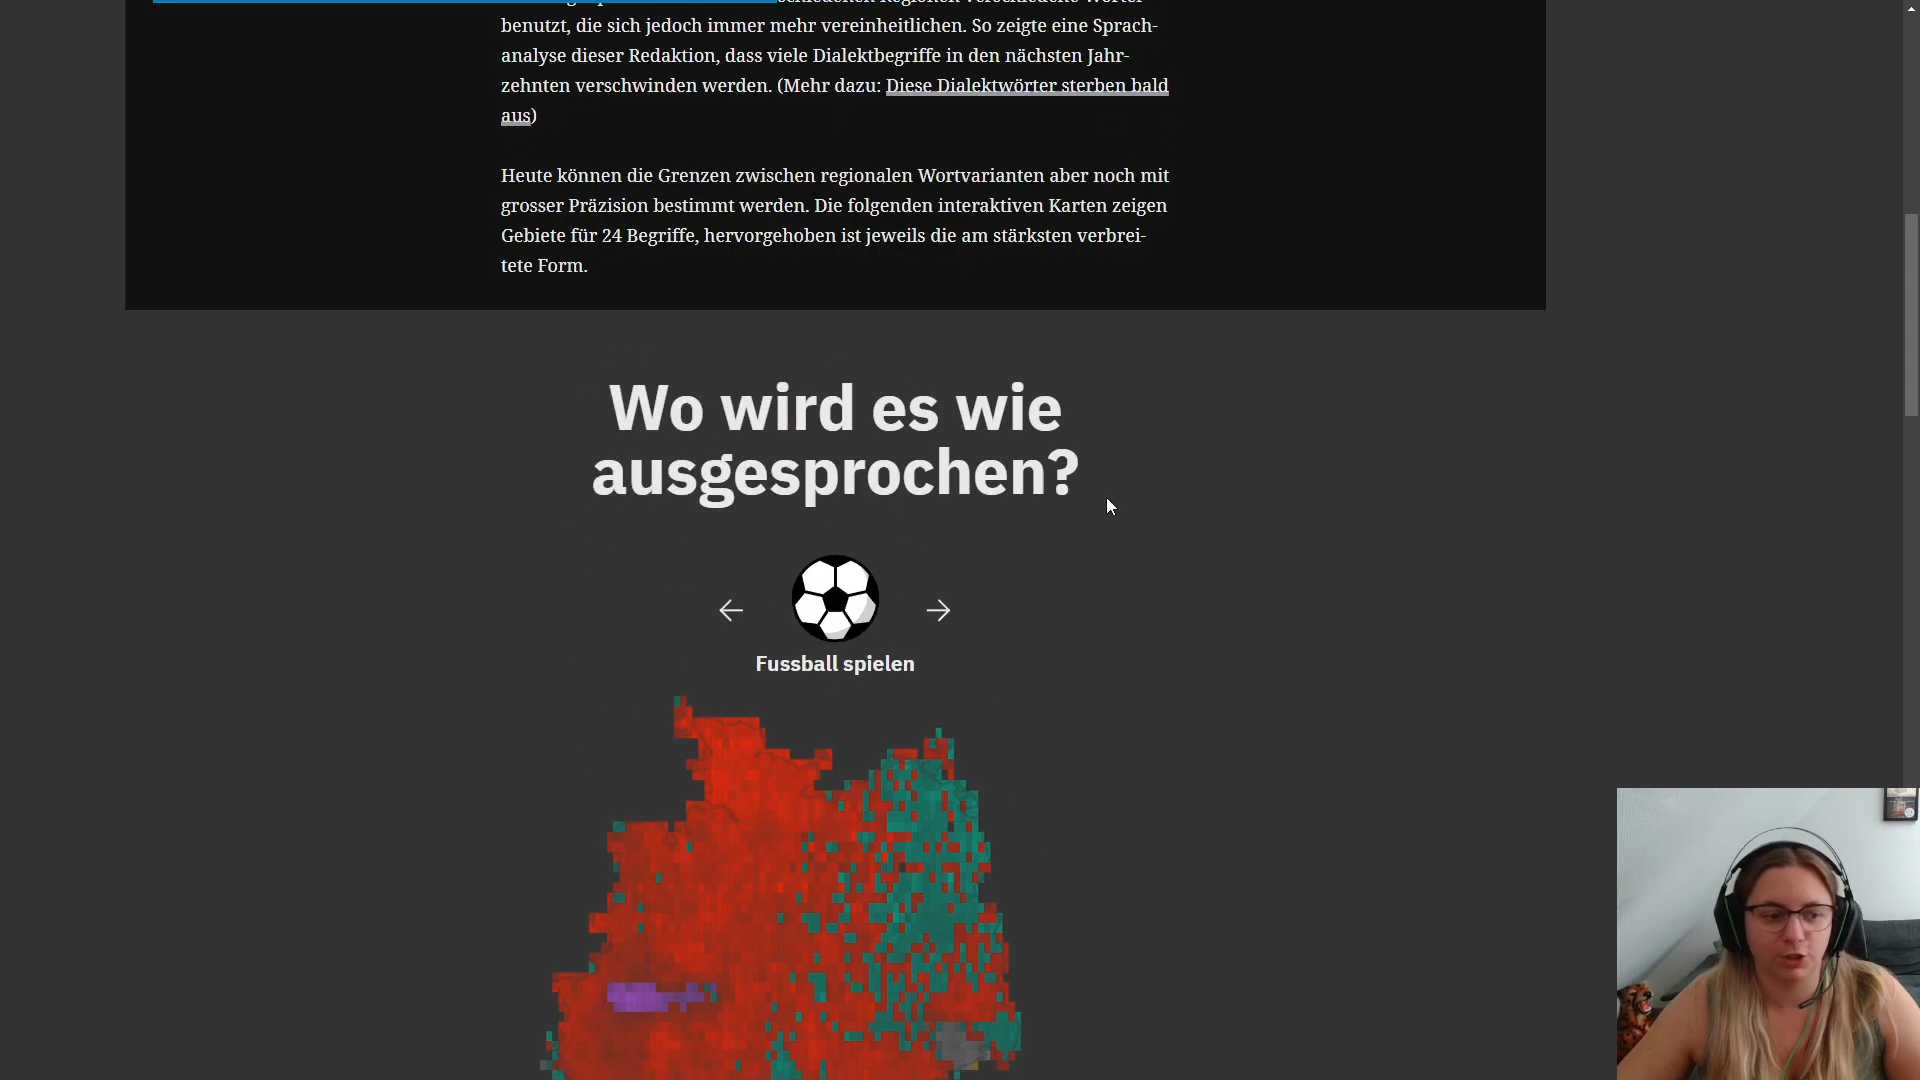 benutzt, die sich jedoch immer mehr vereinheitlichen. So zeigte eine Sprach-
analyse dieser Redaktion, dass viele Dialektbegriffe in den nächsten Jahr-
zehnten verschwinden werden. (Mehr dazu: Diese Dialektwörter sterben bald
aus)
Heute können die Grenzen zwischen regionalen Wortvarianten aber noch mit
grosser Präzision bestimmt werden. Die folgenden interaktiven Karten zeigen
Gebiete für 24 Begriffe, hervorgehoben ist jeweils die am stärksten verbrei-
tete Form.
Wo wird es wie
ausgesprochen?
Fussball spielen